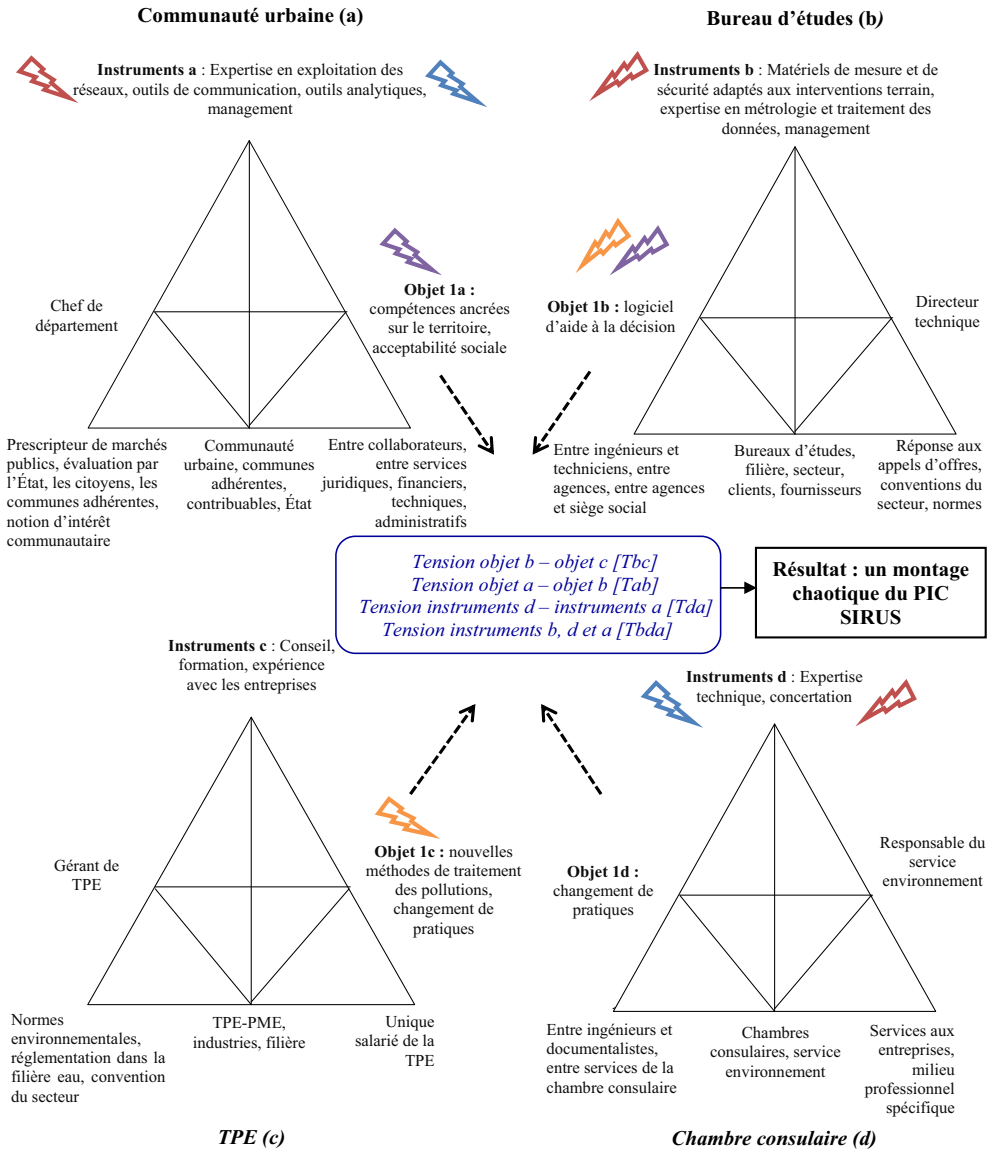 Communauté urbaine (a)
Bureau d’études (b)
Instruments a : Expertise en exploitation des
réseaux, outils de communication, outils analytiques,
management
Instruments b : Matériels de mesure et de
sécurité adaptés aux interventions terrain,
expertise en métrologie et traitement des
données, management
Chef de
département
Objet 1a :
compétences ancrées
sur le territoire,
acceptabilité sociale
Objet 1b : logiciel
d’aide à la décision
Directeur
technique
Prescripteur de marchés
publics, évaluation par
l’État, les citoyens, les
communes adhérentes,
notion d’intérêt
communautaire
Communauté
urbaine, communes
adhérentes,
contribuables, État
Entre collaborateurs,
entre services
juridiques, financiers,
techniques,
administratifs
Entre ingénieurs et
techniciens, entre
agences, entre agences
et siège social
Bureaux d’études,
filière, secteur,
clients, fournisseurs
Réponse aux
appels d’offres,
conventions du
secteur, normes
Tension objet b – objet c [Tbc]
Tension objet a – objet b [Tab]
Tension instruments d – instruments a [Tda]
Tension instruments b, d et a [Tbda]
Résultat : un montage
chaotique du PIC
SIRUS
Instruments c : Conseil,
formation, expérience
avec les entreprises
Instruments d : Expertise
technique, concertation
Gérant de
TPE
Objet 1c : nouvelles
méthodes de traitement
des pollutions,
changement de
pratiques
Objet 1d :
changement de
pratiques
Responsable du
service
environnement
Normes
environnementales,
réglementation dans la
filière eau, convention
du secteur
TPE-PME,
industries, filière
Unique
salarié de la
TPE
Entre ingénieurs et
documentalistes,
entre services de la
chambre consulaire
Chambres
consulaires, service
environnement
Services aux
entreprises,
milieu
professionnel
spécifique
TPE (c)
Chambre consulaire (d)